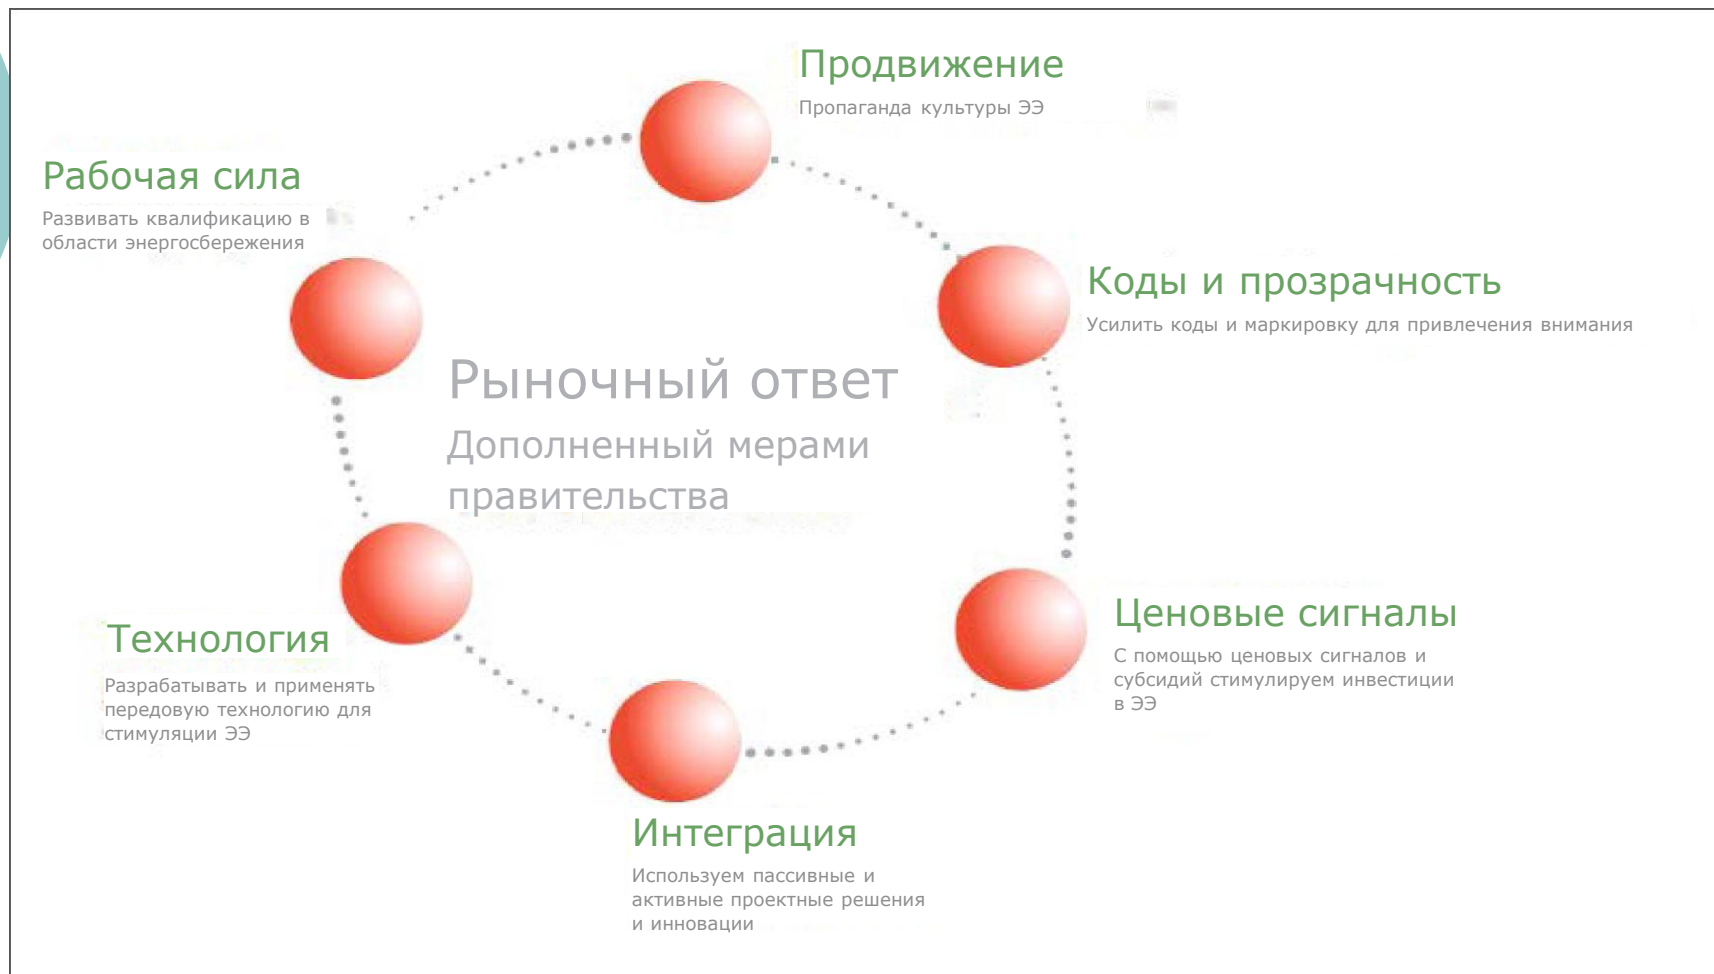 Продвижение
Пропаганда культуры ЭЭ
Рабочая сила
Развивать квалификацию в
области энергосбережения
Коды и прозрачность
Усилить коды и маркировку для привлечения внимания
Рыночный ответ
Дополненный мерами
правительства
Ценовые сигналы
С помощью ценовых сигналов и
субсидий стимулируем инвестиции
в ЭЭ
Технология
Разрабатывать и применять
передовую технологию для
стимуляции ЭЭ
Интеграция
Используем пассивные и
активные проектные решения
и инновации